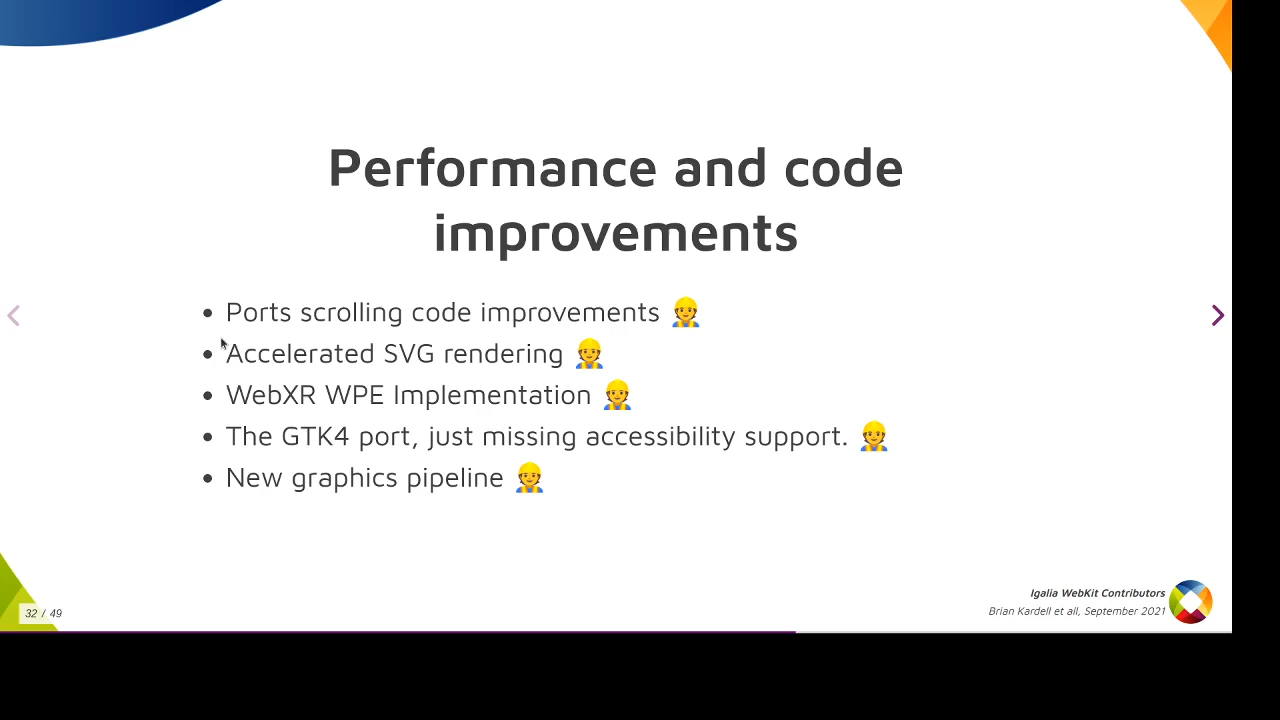 Performance and code
improvements
Ports scrolling code improvements 👷
Accelerated SVG rendering 👷
WebXR WPE Implementation 👷
The GTK4 port, just missing accessibility support. 👷
New graphics pipeline 👷
Igalia WebKit Contributors
Brian Kardell et all, September 2021
32 / 49